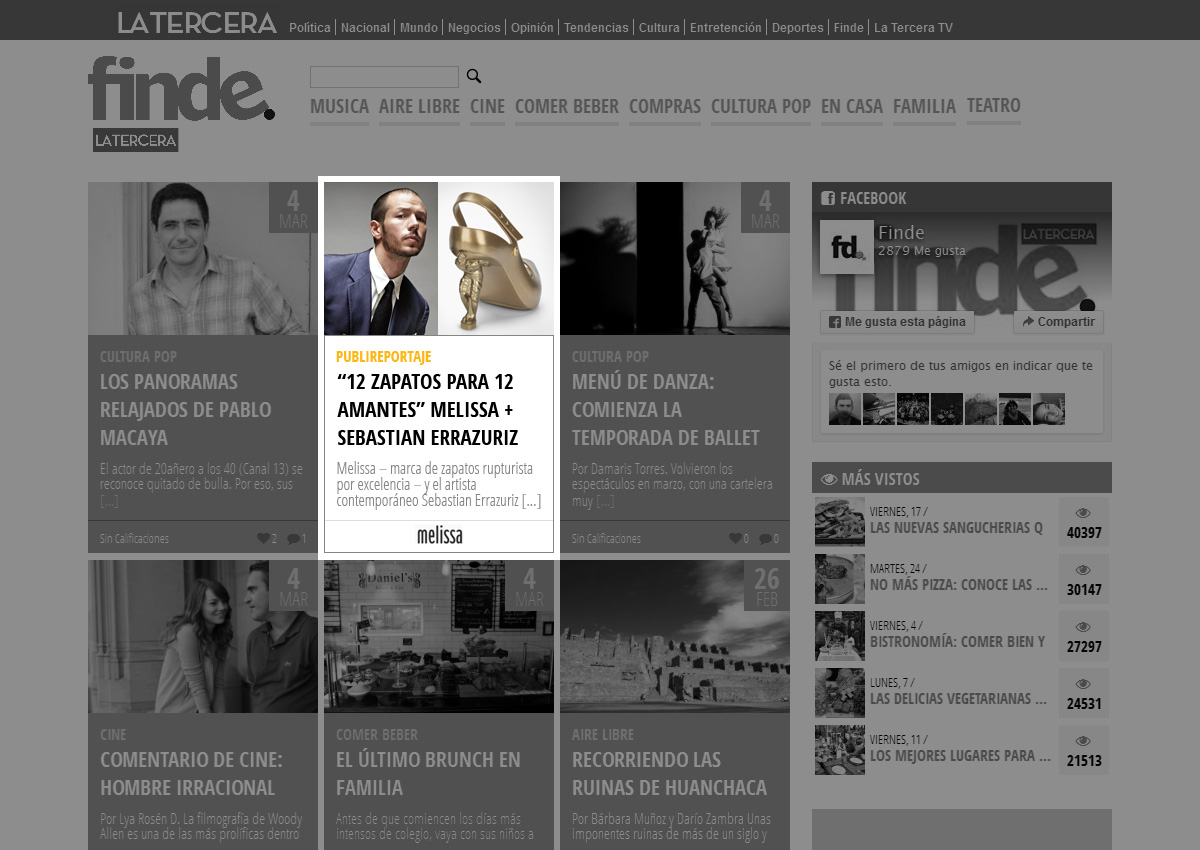 LATERCERA
Política Nacional Mundo Negocios Opinión Tendencias Cultura Entretención Deportes Finde La Tercera TV
finde.
LATERCERA
MUSICA AIRE LIBRE CINE COMER BEBER COMPRAS CULTURA POP EN CASA FAMILIA TEATRO
4
MAR
CULTURA POP
LOS PANORAMAS
RELAJADOS DE PABLO
MACAYA
El actor de 20añero a los 40 (Canal 13) se
reconoce quitado de bulla. Por eso, sus
[...]
Sin Calificaciones 2 1
PUBLIREPORTAJE
“12 ZAPATOS PARA 12
AMANTES” MELISSA +
SEBASTIAN ERRAZURIZ
Melissa – marca de zapatos rupturista
por excelencia – y el artista
contemporáneo Sebastian Errazuriz [...]
melissa
4
MAR
CULTURA POP
MENÚ DE DANZA:
COMIENZA LA
TEMPORADA DE BALLET
Por Damaris Torres. Volvieron los
espectáculos en marzo, con una cartelera
muy [...]
Sin Calificaciones 0 0
4
MAR
CINE
COMENTARIO DE CINE:
HOMBRE IRRACIONAL
Por Lya Rosén D. La filmografía de Woody
Allen es una de las más prolíficas dentro
Daniel's
4
MAR
COMER BEBER
EL ÚLTIMO BRUNCH EN
FAMILIA
Antes de que comiencen los días más
intensos de colegio, vaya con sus niños a
26
FEB
AIRE LIBRE
RECORRIENDO LAS
RUINAS DE HUANCHACA
Por Bárbara Muñoz y Darío Zambra Unas
imponentes ruinas de más de un siglo y
FACEBOOK
fd.
Finde
2879 Me gusta
LATERCERA
finde.
Me gusta esta página
Compartir
Sé el primero de tus amigos en indicar que te
gusta esto.
MÁS VISTOS
VIERNES, 17 /
LAS NUEVAS SANGUCHERIAS Q
40397
MARTES, 24 /
NO MÁS PIZZA: CONOCE LAS ...
30147
VIERNES, 4 /
BISTRONOMÍA: COMER BIEN Y
27297
LUNES, 7 /
LAS DELICIAS VEGETARIANAS ...
24531
VIERNES, 11 /
LOS MEJORES LUGARES PARA ...
21513